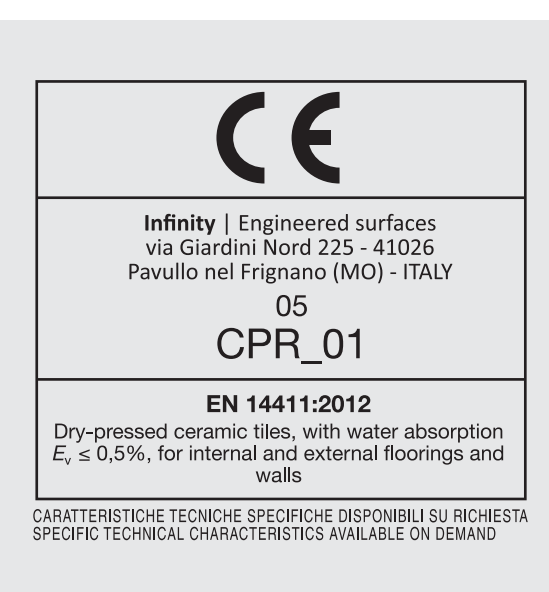 CE
Infinity | Engineered surfaces
via Giardini Nord 225 - 41026
Pavullo nel Frignano (MO) - ITALY
05
CPR_01
EN 14411:2012
Dry-pressed ceramic tiles, with water absorption
Eᵥ ≤ 0,5%, for internal and external floorings and
walls
CARATTERISTICHE TECNICHE SPECIFICHE DISPONIBILI SU RICHIESTA
SPECIFIC TECHNICAL CHARACTERISTICS AVAILABLE ON DEMAND